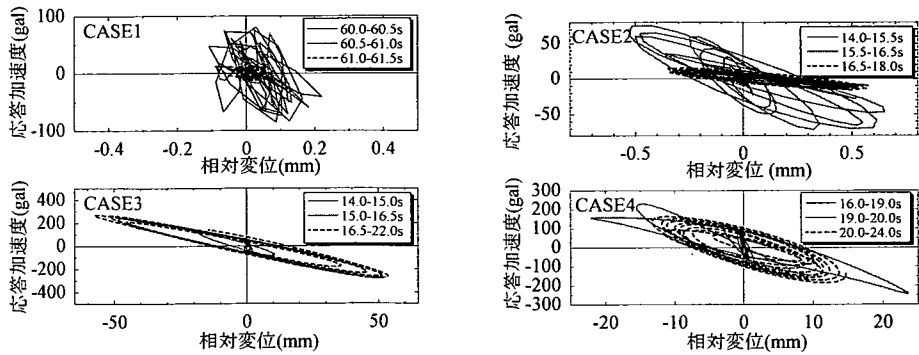 CASE1
60.0-60.5s
60.5-61.0s
61.0-61.5s
応答加速度(gal)
100
0
-100
-0.4
-0.2
0
0.2
0.4
相対変位(mm)
CASE2
14.0-15.5s
15.5-16.5s
16.5-18.0s
応答加速度(gal)
50
0
-50
-0.5
0
0.5
相対変位 (mm)
CASE3
14.0-15.0s
15.0-16.5s
16.5-22.0s
応答加速度(gal)
400
200
0
-200
-400
-50
0
50
相対変位(mm)
CASE4
16.0-19.0s
19.0-20.0s
20.0-24.0s
応答加速度(gal)
300
200
100
0
-100
-200
-300
-20
-10
0
10
20
相対変位(mm)